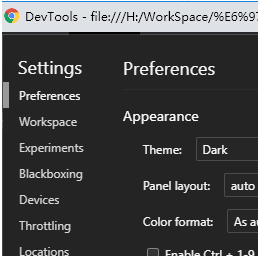 DevTools - file:///H:/WorkSpace/%E6%97
Settings
Preferences
Workspace
Experiments
Blackboxing
Devices
Throttling
Locations
Preferences
Appearance
Theme: Dark
Panel layout: auto
Color format: As au
Enable Ctrl + 1-9